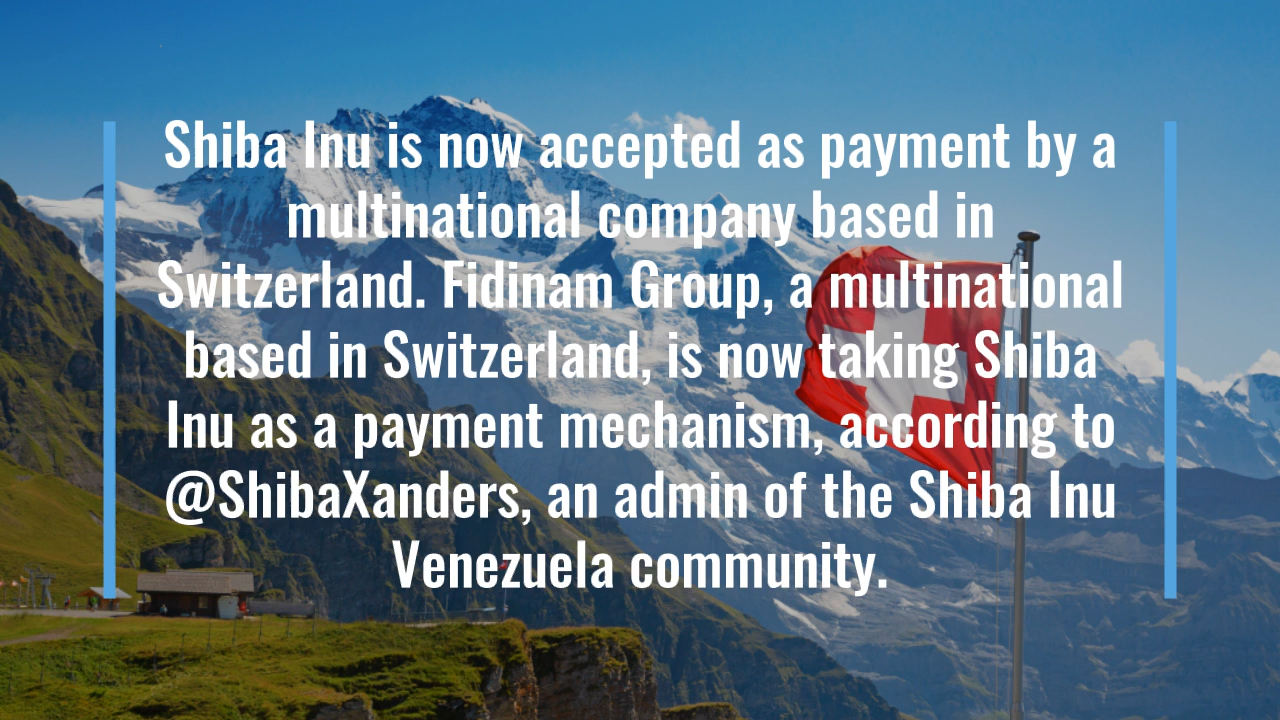 Shiba Inu is now accepted as payment by a
multinational company based in
Switzerland. Fidinam Group, a multinational
based in Switzerland, is now taking Shiba
Inu as a payment mechanism, according to
@ShibaXanders, an admin of the Shiba Inu
Venezuela community.